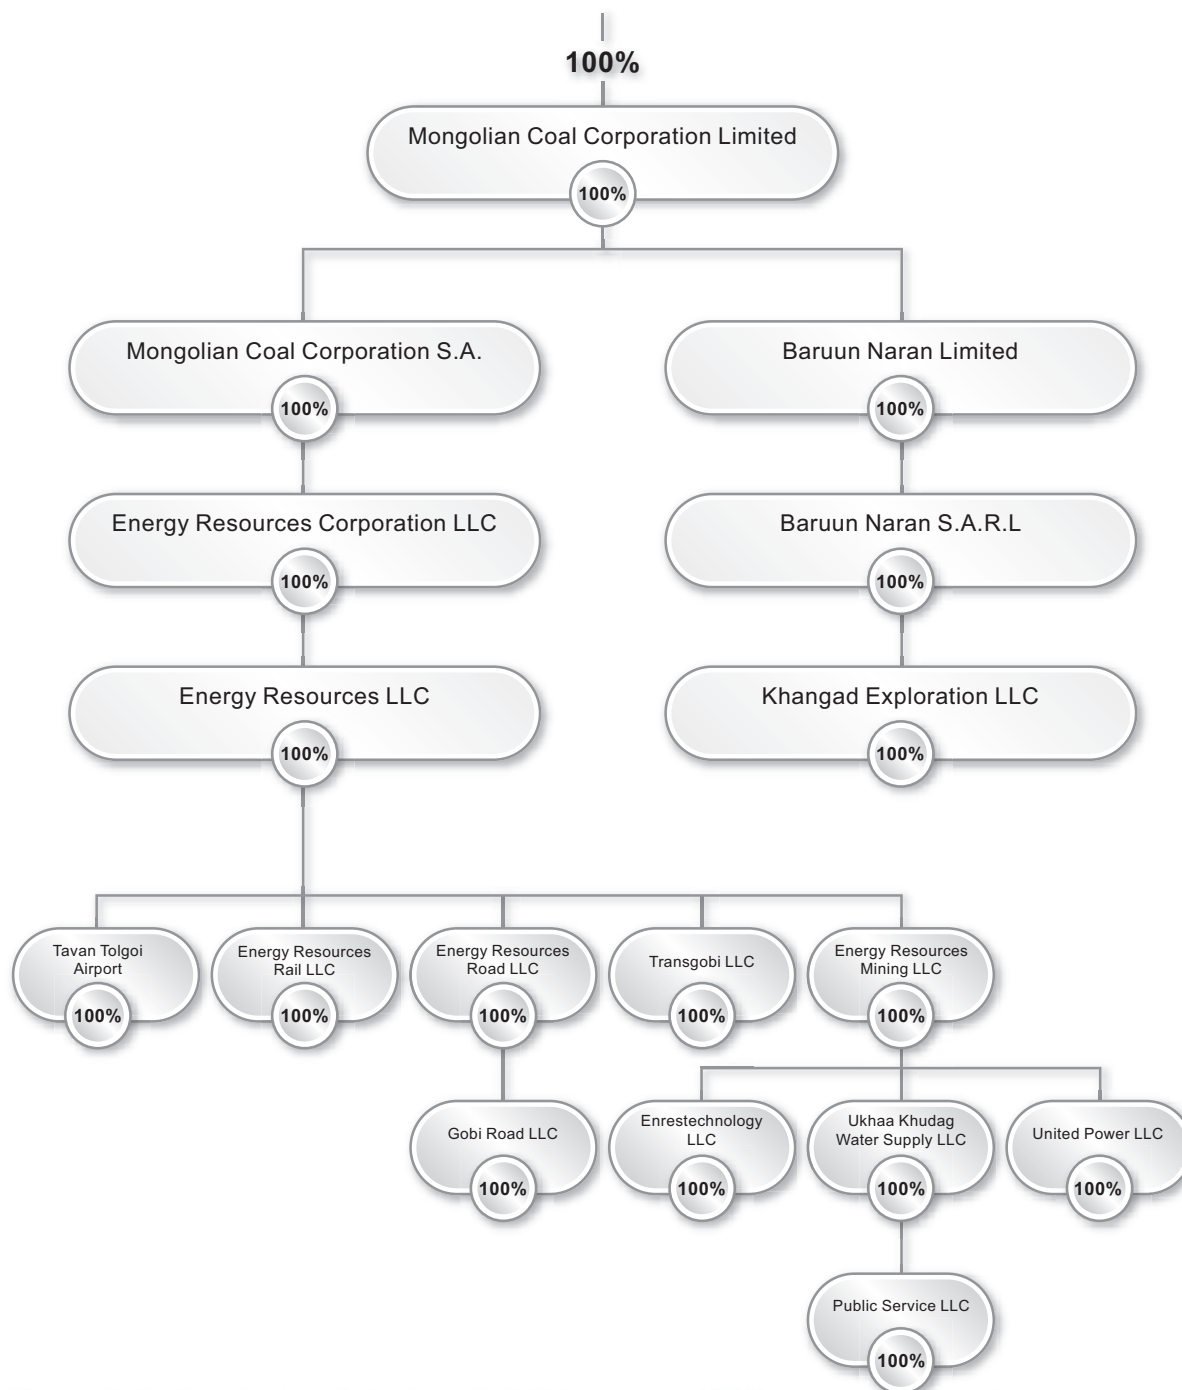 100%
Mongolian Coal Corporation Limited
100%
Mongolian Coal Corporation S.A.
100%
Baruun Naran Limited
100%
Energy Resources Corporation LLC
100%
Baruun Naran S.A.R.L
100%
Energy Resources LLC
100%
Khangad Exploration LLC
100%
Tavan Tolgoi
Airport
100%
Energy Resources
Rail LLC
100%
Energy Resources
Road LLC
100%
Transgobi LLC
100%
Energy Resources
Mining LLC
100%
Gobi Road LLC
100%
Enrestechnology
LLC
100%
Ukhaa Khudag
Water Supply LLC
100%
United Power LLC
100%
Public Service LLC
100%